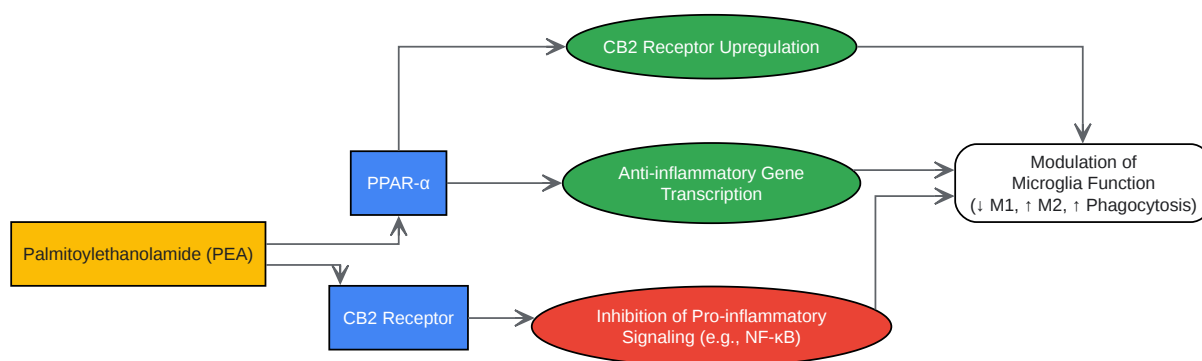 CB2 Receptor Upregulation
PPAR-α
Anti-inflammatory Gene
Transcription
Modulation of
Microglia Function
(↓ M1, ↑ M2, ↑ Phagocytosis)
Palmitoylethanolamide (PEA)
CB2 Receptor
Inhibition of Pro-inflammatory
Signaling (e.g., NF-κB)